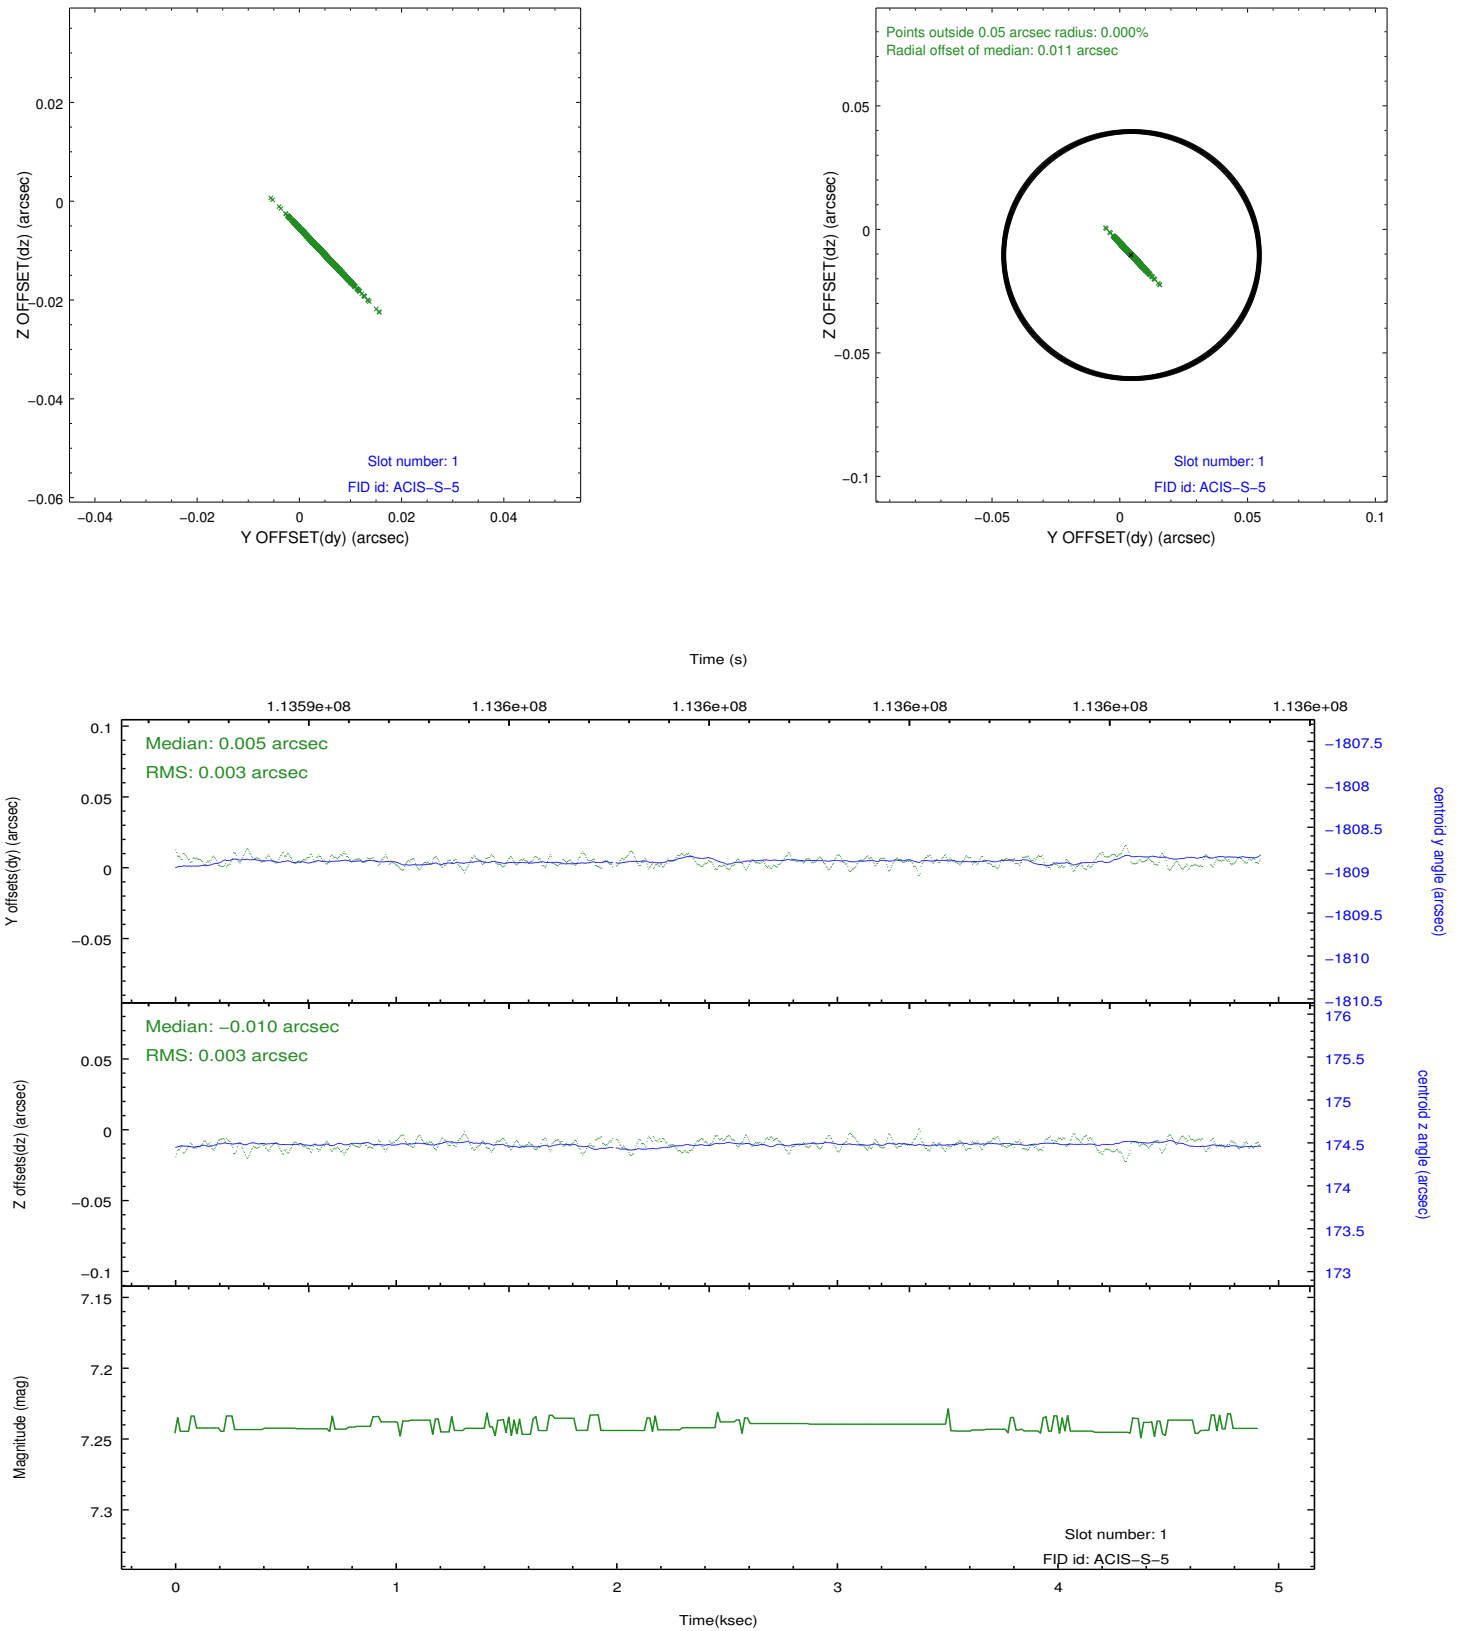 0.02
0
−0.02
−0.04
−0.06
Z OFFSET(dz) (arcsec)
Slot number: 1
FID id: ACIS−S−5
−0.04 −0.02 0 0.02 0.04
Y OFFSET(dy) (arcsec)
Points outside 0.05 arcsec radius: 0.000%
Radial offset of median: 0.011 arcsec
0.05
0
−0.05
−0.1
Z OFFSET(dz) (arcsec)
Slot number: 1
FID id: ACIS−S−5
−0.05 0 0.05 0.1
Y OFFSET(dy) (arcsec)
Time (s)
1.1359e+08 1.136e+08 1.136e+08 1.136e+08 1.136e+08 1.136e+08
Median: 0.005 arcsec
RMS: 0.003 arcsec
0.1
0.05
0
−0.05
Y offsets(dy) (arcsec)
−1807.5
−1808
−1808.5
−1809
−1809.5
−1810
−1810.5
centroid y angle (arcsec)
Median: −0.010 arcsec
RMS: 0.003 arcsec
0.05
0
−0.05
−0.1
Z offsets(dz) (arcsec)
176
175.5
175
174.5
174
173.5
173
centroid z angle (arcsec)
7.15
7.2
7.25
7.3
Magnitude (mag)
Slot number: 1
FID id: ACIS−S−5
0 1 2 3 4 5
Time(ksec)